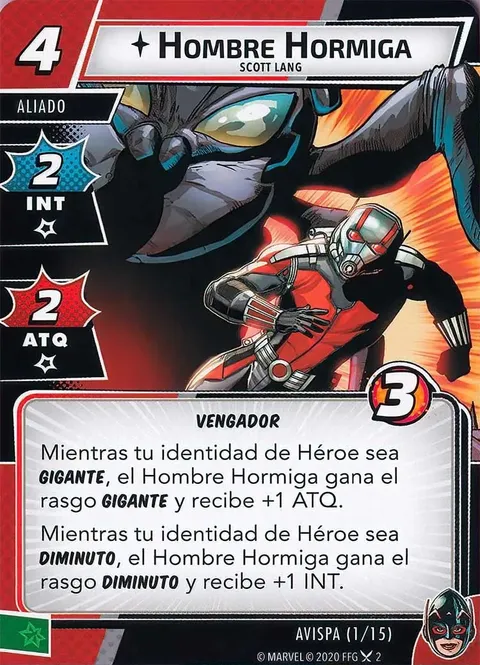 4
HOMBRE HORMIGA
SCOTT LANG
ALIADO
2
INT
2
ATQ
3
VENGADOR
Mientras tu identidad de Héroe sea
GIGANTE, el Hombre Hormiga gana el
rasgo GIGANTE y recibe +1 ATQ.
Mientras tu identidad de Héroe sea
DIMINUTO, el Hombre Hormiga gana el
rasgo DIMINUTO y recibe +1 INT.
AVISPA (1/15)
© MARVEL © 2020 FFG 2